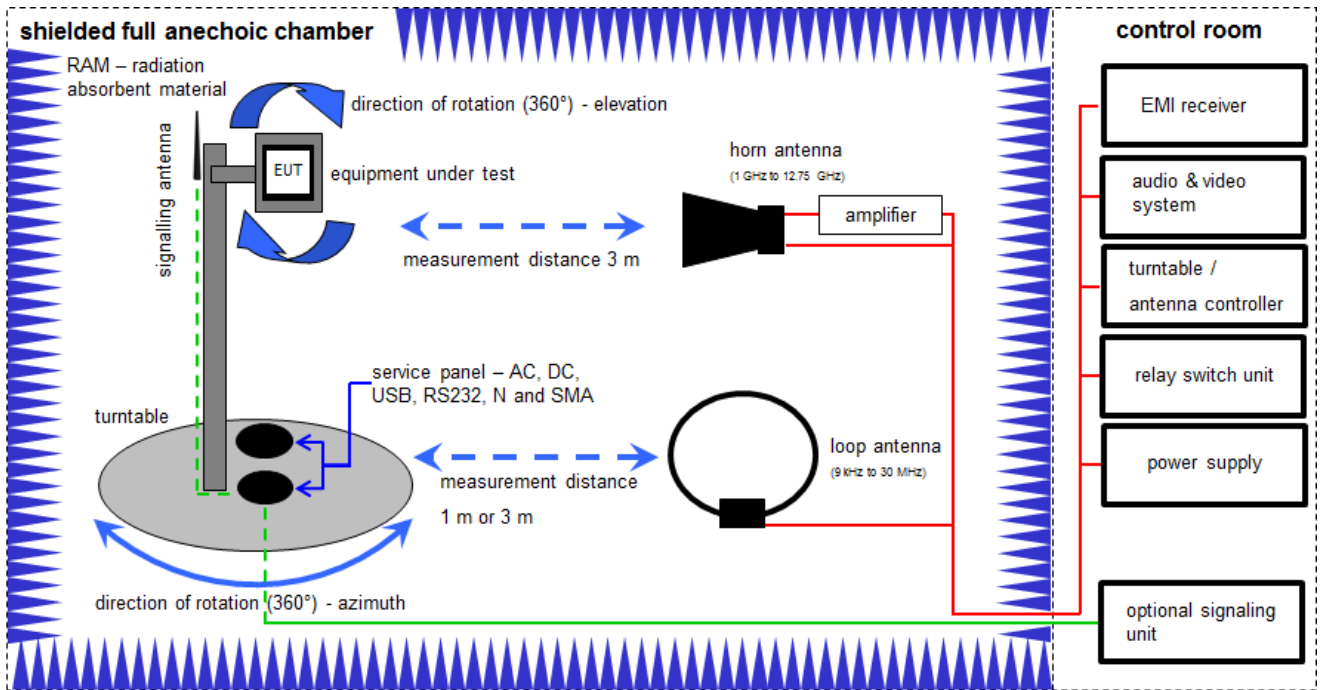 shielded full anechoic chamber
control room
RAM – radiation
absorbent material
direction of rotation (360°) - elevation
signalling antenna
EUT
equipment under test
horn antenna
(1 GHz to 12.75 GHz)
amplifier
measurement distance 3 m
EMI receiver
audio & video
system
turntable /
antenna controller
relay switch unit
power supply
service panel – AC, DC,
USB, RS232, N and SMA
turntable
loop antenna
(9 kHz to 30 MHz)
measurement distance
1 m or 3 m
direction of rotation (360°) - azimuth
optional signaling
unit